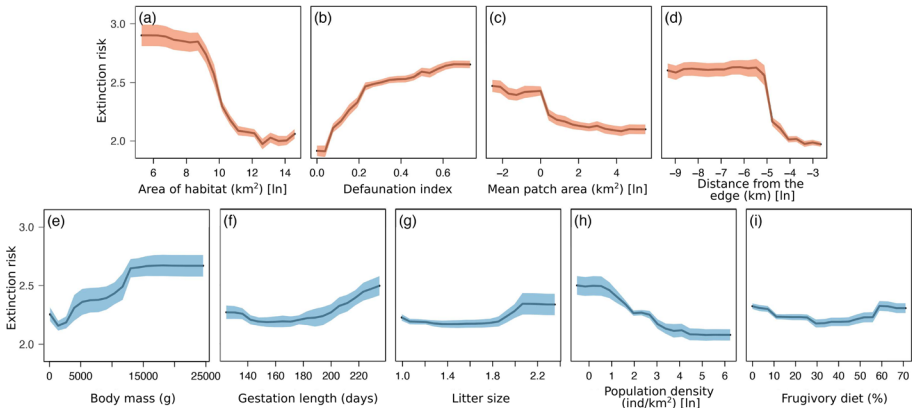 (a)
(b)
(c)
(d)
Extinction risk
3.0
2.5
2.0
6 8 10 12 14
0.0 0.2 0.4 0.6
−2 0 2 4
−9 −8 −7 −6 −5 −4 −3
Area of habitat (km²) [ln]
Defaunation index
Mean patch area (km²) [ln]
Distance from the
edge (km) [ln]
(e)
(f)
(g)
(h)
(i)
Extinction risk
3.0
2.5
2.0
0 5000 15000 25000
150 200
1.0 1.4 1.8 2.2
0 1 2 3 4 5 6
0 10 20 30 40 50 60 70
Body mass (g)
Gestation length (days)
Litter size
Population density
(ind/km²) [ln]
Frugivory diet (%)